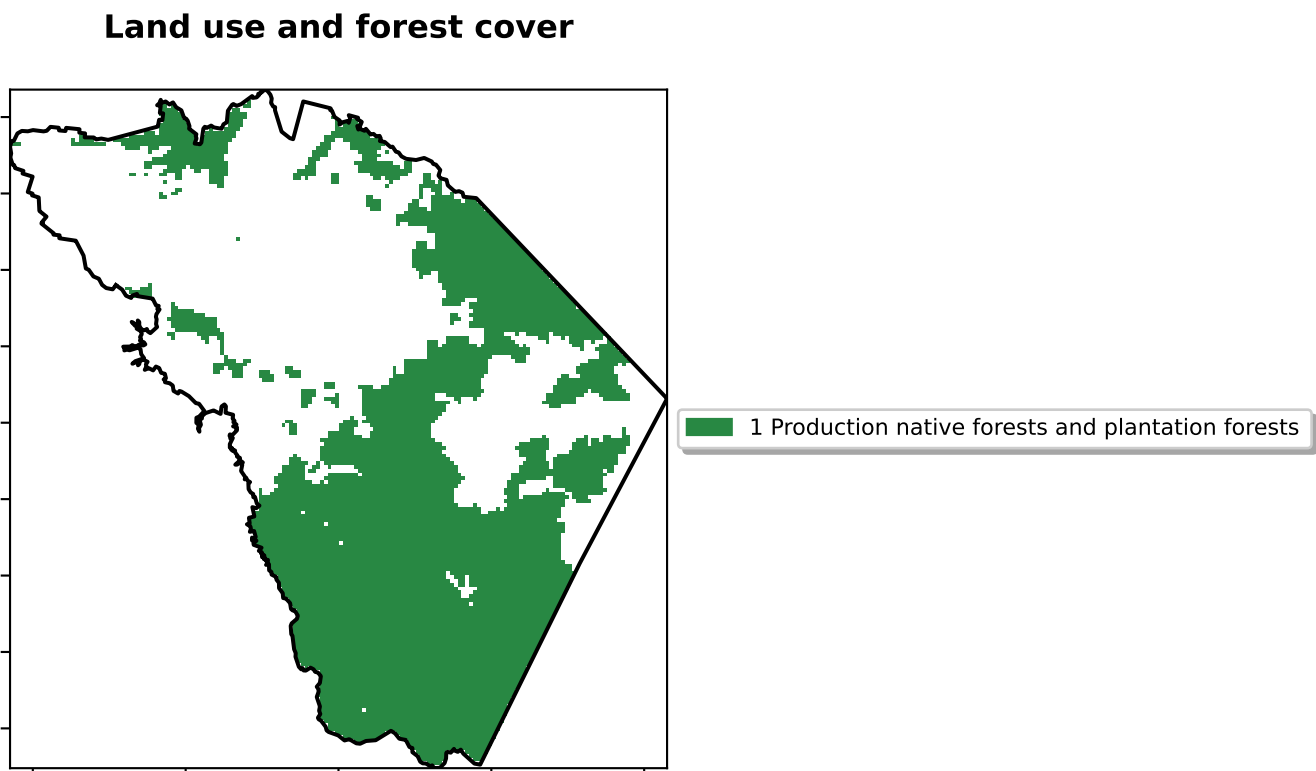 Land use and forest cover
1 Production native forests and plantation forests